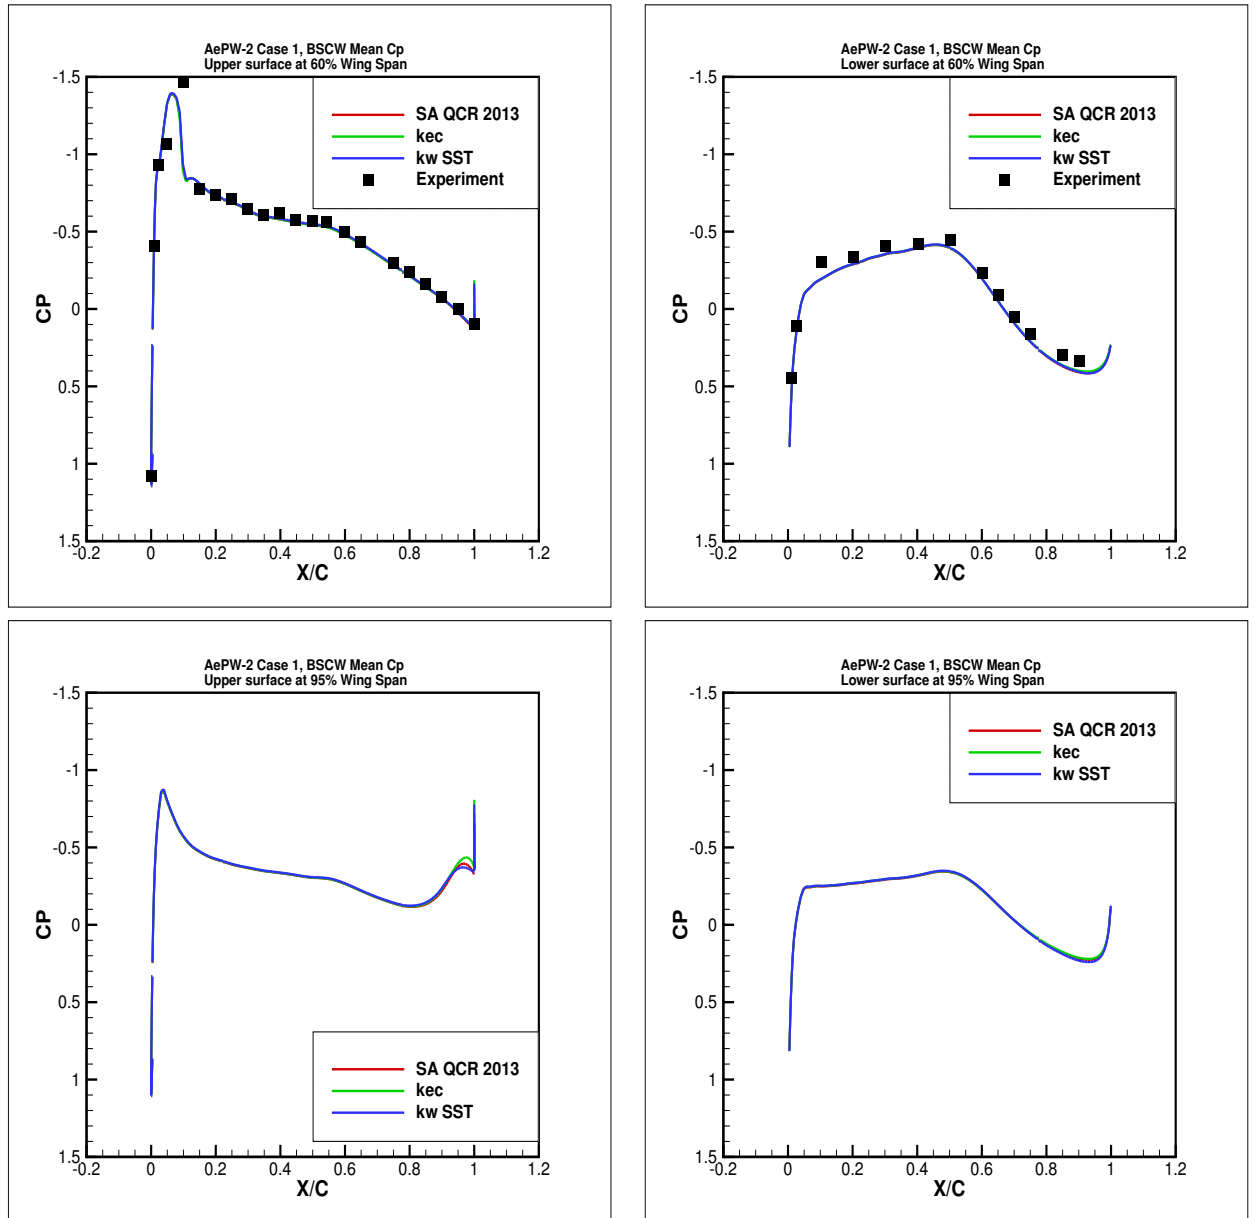 AePW-2 Case 1, BSCW Mean Cp
Upper surface at 60% Wing Span
-1.5
-1
-0.5
0
0.5
1
1.5
CP
-0.2 0 0.2 0.4 0.6 0.8 1 1.2
X/C
SA QCR 2013
kec
kw SST
Experiment
AePW-2 Case 1, BSCW Mean Cp
Lower surface at 60% Wing Span
-1.5
-1
-0.5
0
0.5
1
1.5
CP
-0.2 0 0.2 0.4 0.6 0.8 1 1.2
X/C
SA QCR 2013
kec
kw SST
Experiment
AePW-2 Case 1, BSCW Mean Cp
Upper surface at 95% Wing Span
-1.5
-1
-0.5
0
0.5
1
1.5
CP
-0.2 0 0.2 0.4 0.6 0.8 1 1.2
X/C
SA QCR 2013
kec
kw SST
AePW-2 Case 1, BSCW Mean Cp
Lower surface at 95% Wing Span
-1.5
-1
-0.5
0
0.5
1
1.5
CP
-0.2 0 0.2 0.4 0.6 0.8 1 1.2
X/C
SA QCR 2013
kec
kw SST